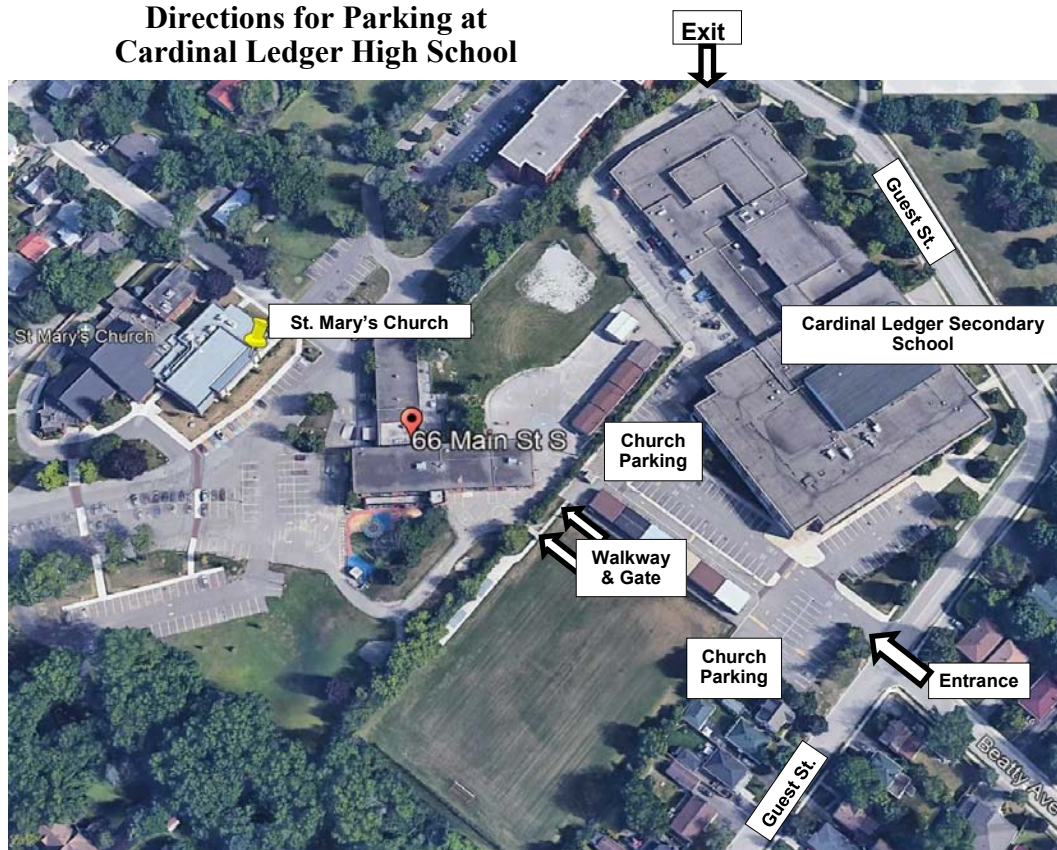 Directions for Parking at
Cardinal Ledger High School
Exit
Guest St.
St. Mary's Church
St Mary's Church
Cardinal Ledger Secondary
School
66 Main St S
Church
Parking
Walkway
& Gate
Church
Parking
Entrance
Beatty Ave
Guest St.